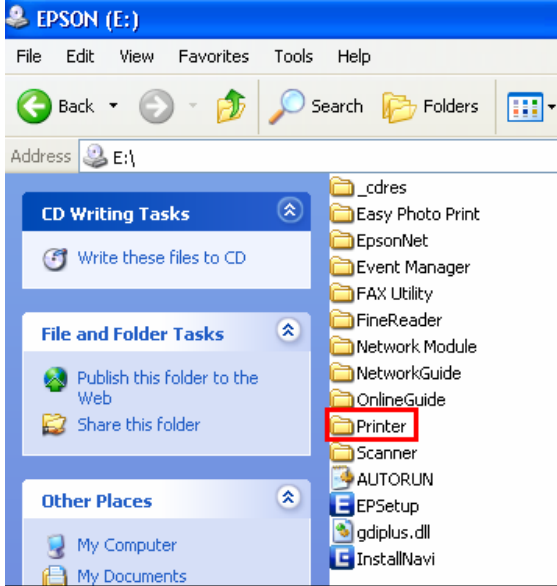 EPSON (E:)
File Edit View Favorites Tools Help
Back Search Folders
Address E:\
CD Writing Tasks
Write these files to CD
File and Folder Tasks
Publish this folder to the
Web
Share this folder
Other Places
My Computer
My Documents
_cdres
Easy Photo Print
EpsonNet
Event Manager
FAX Utility
FineReader
Network Module
NetworkGuide
OnlineGuide
Printer
Scanner
AUTORUN
EPSetup
gdiplus.dll
InstallNavi